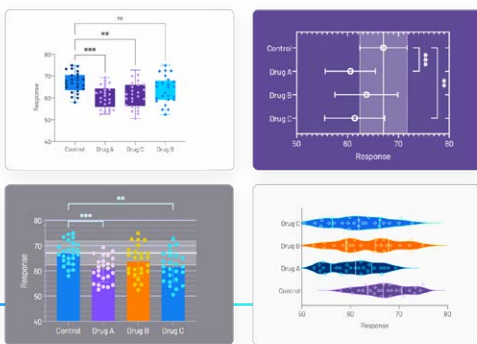 ns
**
***
80
70
60
50
40
Response
Control
Drug A
Drug C
Drug B
Control
Drug A
Drug B
Drug C
***
**
50
60
70
80
Response
**
***
80
70
60
50
40
Response
Control
Drug A
Drug B
Drug C
Drug C
Drug B
Drug A
Control
50
60
70
80
Response